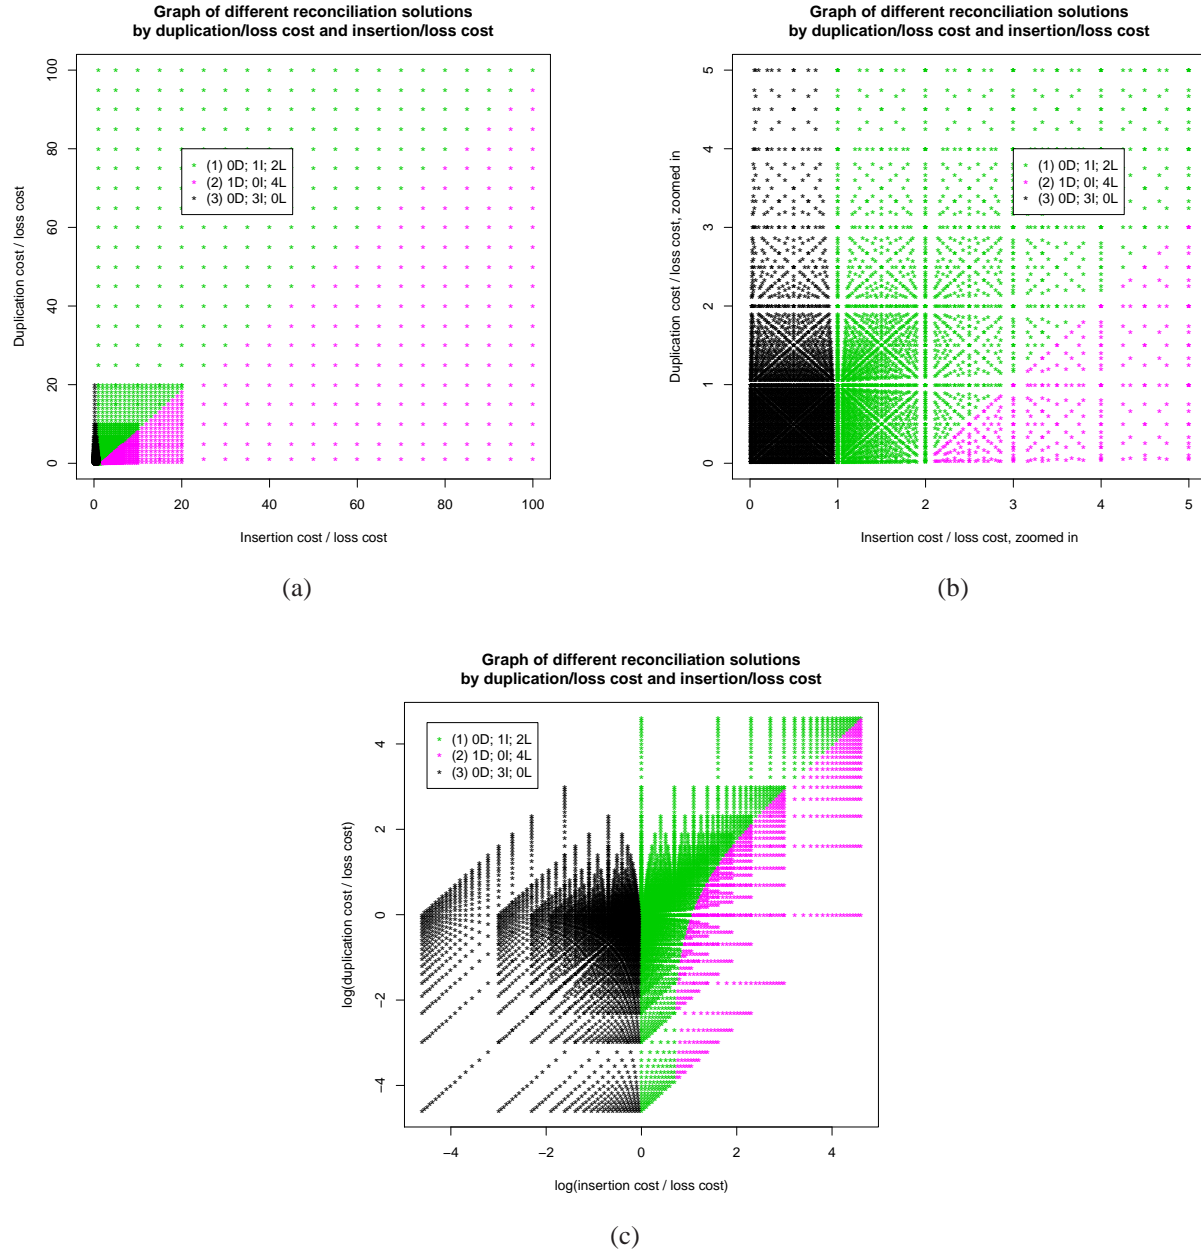 Graph of different reconciliation solutions
by duplication/loss cost and insertion/loss cost
Duplication cost / loss cost
100
80
60
40
20
0
(1) 0D; 1I; 2L
(2) 1D; 0I; 4L
(3) 0D; 3I; 0L
0 20 40 60 80 100
Insertion cost / loss cost
(a)
Graph of different reconciliation solutions
by duplication/loss cost and insertion/loss cost
Duplication cost / loss cost, zoomed in
5
4
3
2
1
0
(1) 0D; 1I; 2L
(2) 1D; 0I; 4L
(3) 0D; 3I; 0L
0 1 2 3 4 5
Insertion cost / loss cost, zoomed in
(b)
Graph of different reconciliation solutions
by duplication/loss cost and insertion/loss cost
log(duplication cost / loss cost)
4
2
0
−2
−4
(1) 0D; 1I; 2L
(2) 1D; 0I; 4L
(3) 0D; 3I; 0L
−4 −2 0 2 4
log(insertion cost / loss cost)
(c)